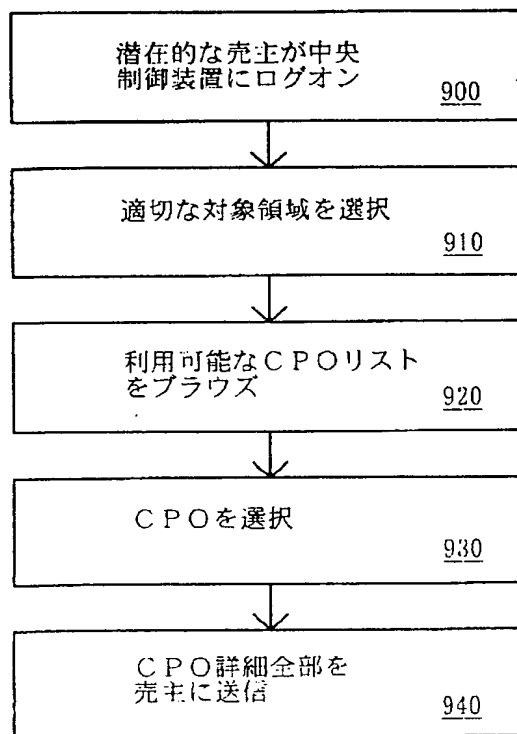 潜在的な売主が中央
制御装置にログオン
900
適切な対象領域を選択
910
利用可能なCPOリスト
をブラウズ
920
CPOを選択
930
CPO詳細全部を
売主に送信
940